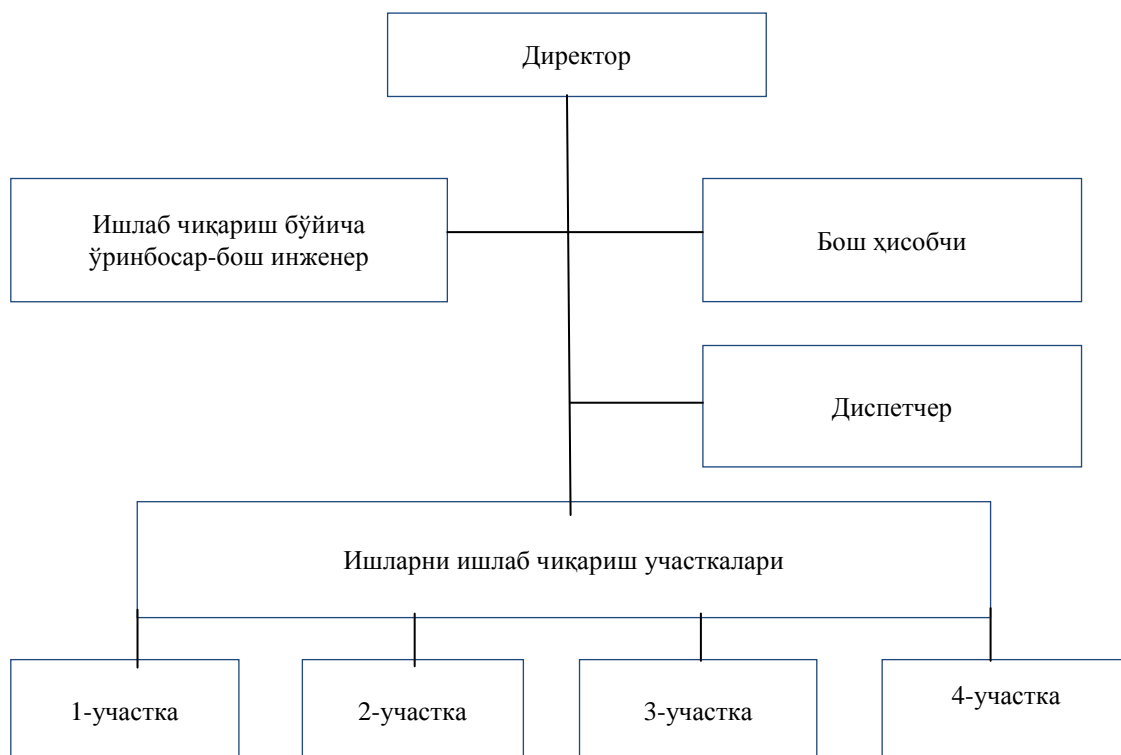 Директор
Ишлаб чиқариш бўйича
ўринбосар-бош инженер
Бош ҳисобчи
Диспетчер
Ишларни ишлаб чиқариш участкалари
1-участка
2-участка
3-участка
4-участка